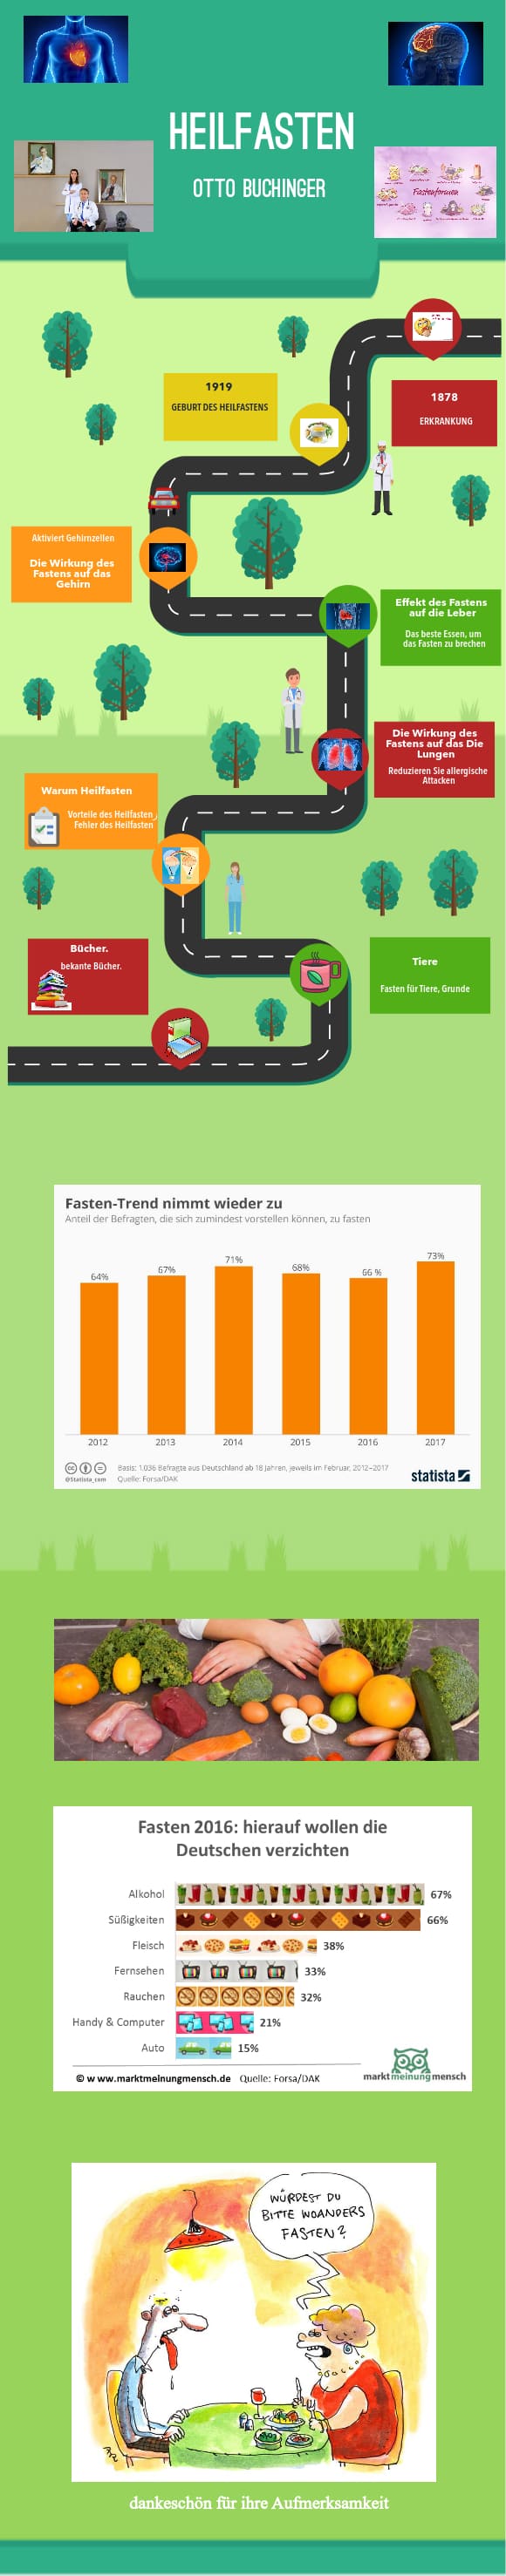 HEILFASTEN
OTTO BUCHINGER
Fastenformen
1878
ERKRANKUNG
1919
GEBURT DES HEILFASTENS
Aktiviert Gehirnzellen
Die Wirkung des
Fastens auf das
Gehirn
Effekt des Fastens
auf die Leber
Das beste Essen, um
das Fasten zu brechen
Die Wirkung des
Fastens auf das Die
Lungen
Reduzieren Sie allergische
Attacken
Warum Heilfasten
Vorteile des Heilfasten,
Fehler des Heilfasten
Bücher.
bekante Bücher.
Tiere
Fasten für Tiere, Grunde
Fasten-Trend nimmt wieder zu
Anteil der Befragten, die sich zumindest vorstellen können, zu fasten
64% 67% 71% 68% 66 % 73%
2012 2013 2014 2015 2016 2017
Basis: 1.036 Befragte aus Deutschland ab 18 Jahren, jeweils im Februar, 2012–2017
@Statista_com Quelle: Forsa/DAK
statista
Fasten 2016: hierauf wollen die
Deutschen verzichten
Alkohol 67%
Süßigkeiten 66%
Fleisch 38%
Fernsehen 33%
Rauchen 32%
Handy & Computer 21%
Auto 15%
© w ww.marktmeinungmensch.de Quelle: Forsa/DAK
markt meinung mensch
WÜRDEST DU
BITTE WOANDERS
FASTEN?
dankeschön für ihre Aufmerksamkeit